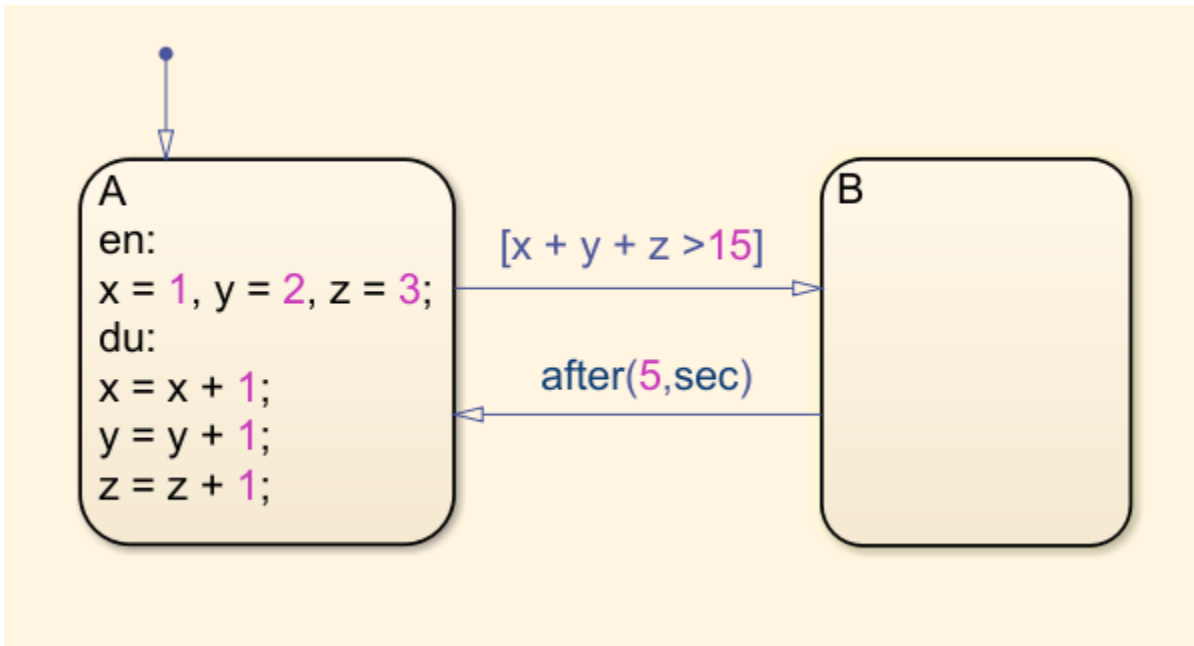 A
en:
x = 1, y = 2, z = 3;
du:
x = x + 1;
y = y + 1;
z = z + 1;
[x + y + z >15]
after(5,sec)
B